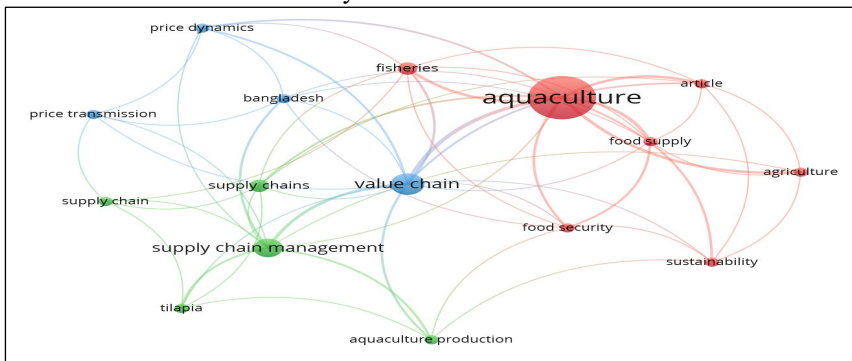 price dynamics
fisheries
aquaculture
article
bangladesh
price transmission
food supply
agriculture
supply chains
value chain
supply chain
food security
supply chain management
sustainability
tilapia
aquaculture production